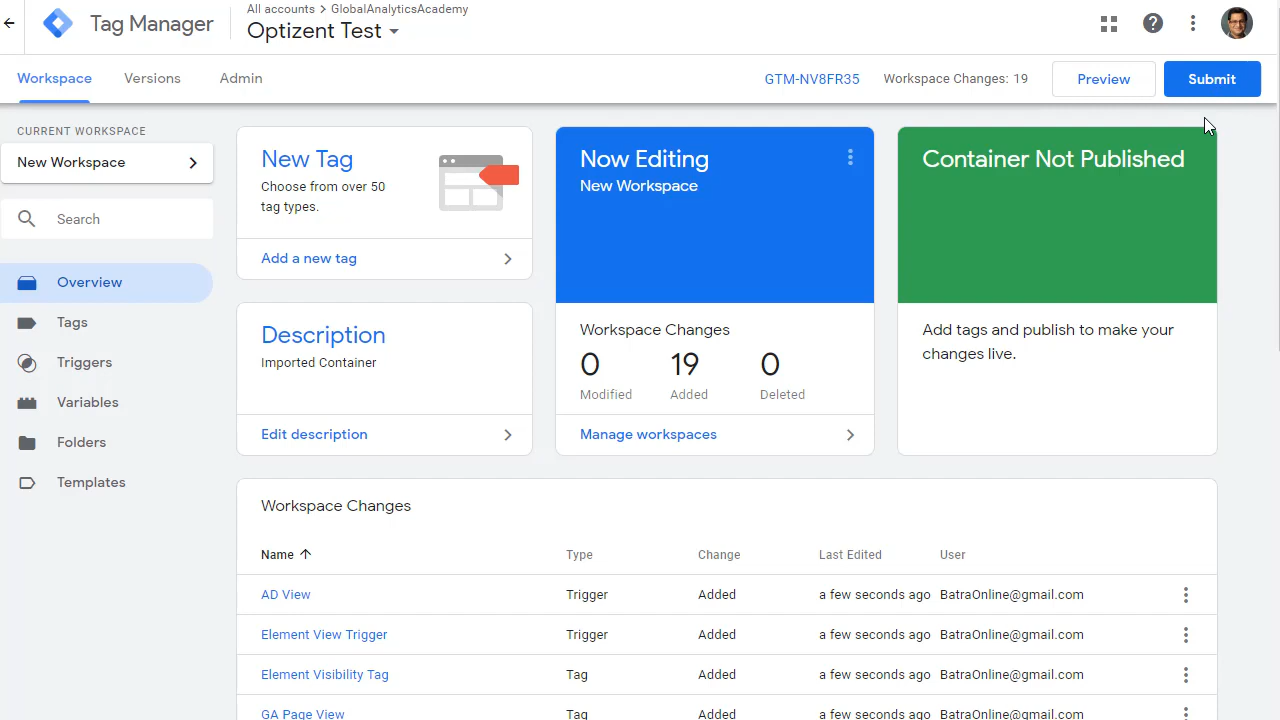 All accounts > GlobalAnalyticsAcademy
Tag Manager
Optizent Test
Workspace
Versions
Admin
GTM-NV8FR35
Workspace Changes: 19
Preview
Submit
CURRENT WORKSPACE
New Workspace
Search
Overview
Tags
Triggers
Variables
Folders
Templates
New Tag
Choose from over 50
tag types.
Add a new tag
Description
Imported Container
Edit description
Now Editing
New Workspace
Workspace Changes
0 19 0
Modified Added Deleted
Manage workspaces
Container Not Published
Add tags and publish to make your
changes live.
Workspace Changes
Name Type Change Last Edited User
AD View Trigger Added a few seconds ago BatraOnline@gmail.com
Element View Trigger Trigger Added a few seconds ago BatraOnline@gmail.com
Element Visibility Tag Tag Added a few seconds ago BatraOnline@gmail.com
GA Page View Tag Added a few seconds ago BatraOnline@gmail.com